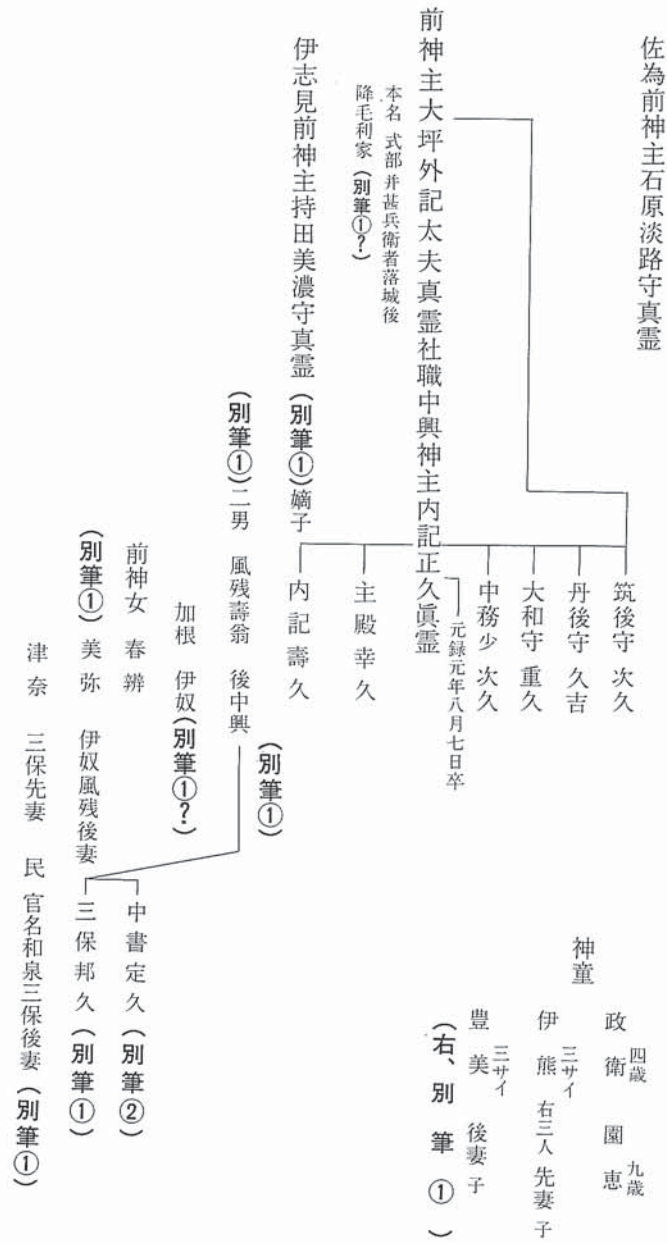 佐為前神主石原淡路守真霊
前神主大坪外記太夫真霊社職中興神主内記正久眞霊
元録元年八月七日卒
本名 式部并甚兵衛者落城後
降毛利家(別筆①?)
筑後守 次久
丹後守 久吉
大和守 重久
中務少 次久
主殿幸久
内記壽久
伊志見前神主持田美濃守真霊(別筆①)嫡子
(別筆①)二男 風残壽翁 後中興
(別筆①)
加根 伊奴(別筆①?)
中書定久(別筆②)
三保邦久(別筆①)
前神女 春辨
(別筆①)美弥 伊奴風残後妻
津奈 三保先妻 民 官名和泉三保後妻(別筆①)
神童
政衛 四歳 園恵 九歳
伊熊 三サイ 右三人 先妻子
豊美 三サイ 後妻子
(右、別筆①)